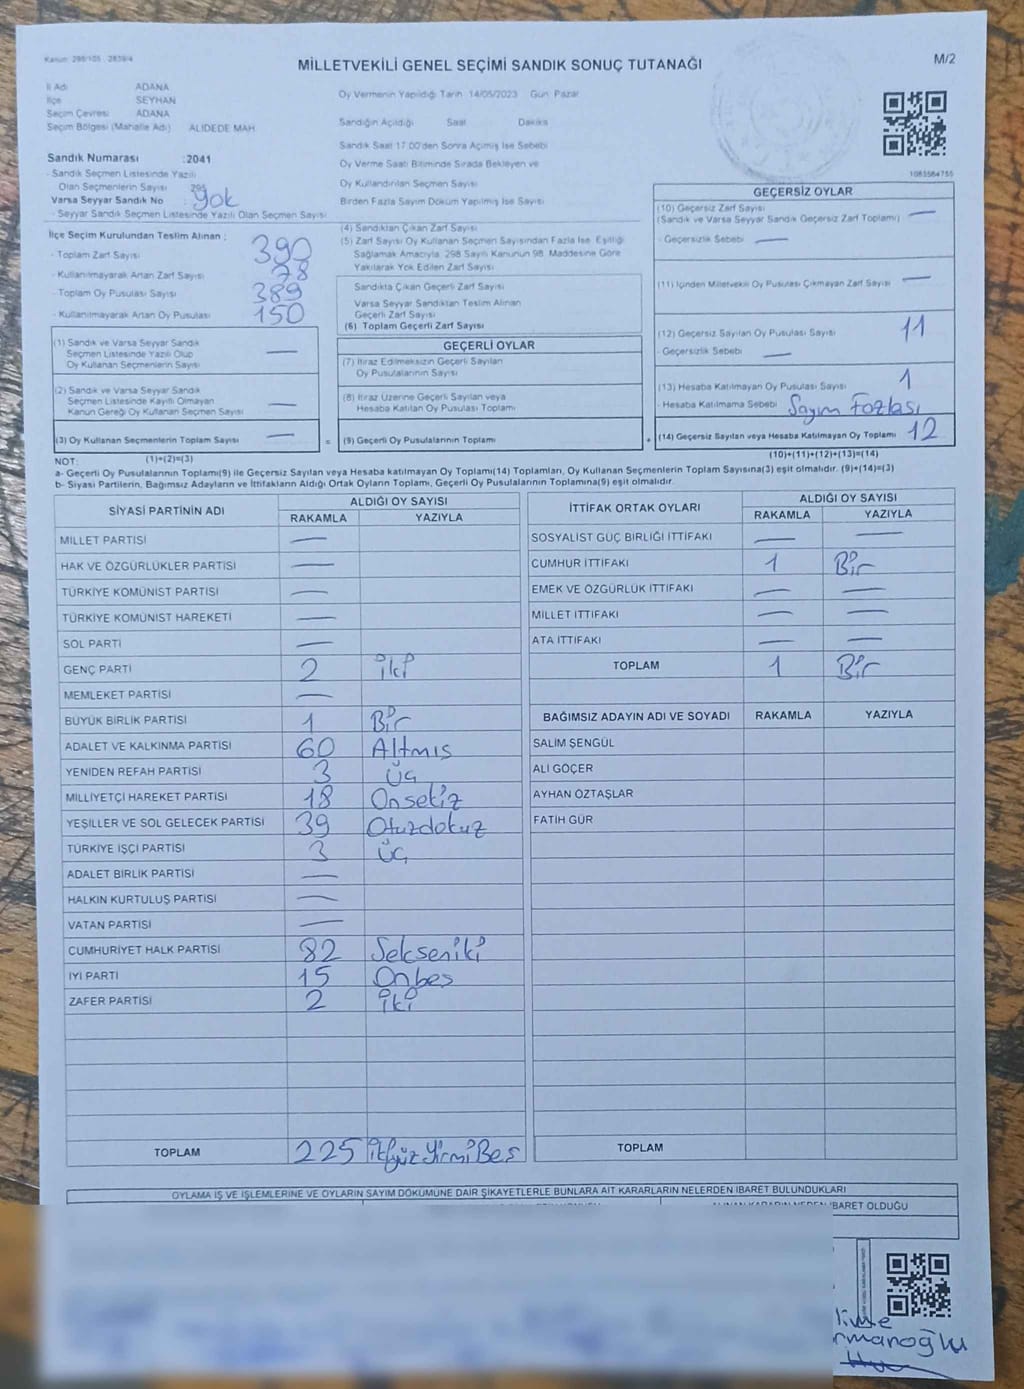 Kanun: 298/105 - 2839/4
MİLLETVEKİLİ GENEL SEÇİMİ SANDIK SONUÇ TUTANAĞI
M/2
İl Adı ADANA
İlçe SEYHAN
Seçim Çevresi ADANA
Seçim Bölgesi (Mahalle Adı) ALİDEDE MAH
Sandık Numarası :2041
- Sandık Seçmen Listesinde Yazılı
Olan Seçmenlerin Sayısı 295
Varsa Seyyar Sandık No : yok
- Seyyar Sandık Seçmen Listesinde Yazılı Olan Seçmen Sayısı
İlçe Seçim Kurulundan Teslim Alınan :
- Toplam Zarf Sayısı 390
- Kullanılmayarak Artan Zarf Sayısı 78
- Toplam Oy Pusulası Sayısı 389
- Kullanılmayarak Artan Oy Pusulası 150
(1) Sandık ve Varsa Seyyar Sandık
Seçmen Listesinde Yazılı Olup
Oy Kullanan Seçmenlerin Sayısı —
(2) Sandık ve Varsa Seyyar Sandık
Seçmen Listesinde Kayıtlı Olmayan
Kanun Gereği Oy Kullanan Seçmen Sayısı —
(3) Oy Kullanan Seçmenlerin Toplam Sayısı —
(1)+(2)=(3)
Oy Vermenin Yapıldığı Tarih 14/05/2023 Gün Pazar
Sandığın Açıldığı Saat Dakika
Sandık Saat 17.00'den Sonra Açılmış İse Sebebi
Oy Verme Saati Bitiminde Sırada Bekleyen ve
Oy Kullandırılan Seçmen Sayısı
Birden Fazla Sayım Döküm Yapılmış İse Sayısı
(4) Sandıktan Çıkan Zarf Sayısı
(5) Zarf Sayısı Oy Kullanan Seçmen Sayısından Fazla İse, Eşitliği
Sağlamak Amacıyla, 298 Sayılı Kanunun 98. Maddesine Göre
Yakılarak Yok Edilen Zarf Sayısı
Sandıkta Çıkan Geçerli Zarf Sayısı
Varsa Seyyar Sandıktan Teslim Alınan
Geçerli Zarf Sayısı
(6) Toplam Geçerli Zarf Sayısı
GEÇERLİ OYLAR
(7) İtiraz Edilmeksizin Geçerli Sayılan
Oy Pusulalarının Sayısı
(8) İtiraz Üzerine Geçerli Sayılan veya
Hesaba Katılan Oy Pusulası Toplamı
= (9) Geçerli Oy Pusulalarının Toplamı
1083564755
GEÇERSİZ OYLAR
(10) Geçersiz Zarf Sayısı —
(Sandık ve Varsa Seyyar Sandık Geçersiz Zarf Toplamı)
- Geçersizlik Sebebi —
(11) İçinden Milletvekili Oy Pusulası Çıkmayan Zarf Sayısı —
(12) Geçersiz Sayılan Oy Pusulası Sayısı 11
- Geçersizlik Sebebi —
(13) Hesaba Katılmayan Oy Pusulası Sayısı 1
- Hesaba Katılmama Sebebi Sayım Fazlası
+ (14) Geçersiz Sayılan veya Hesaba Katılmayan Oy Toplamı 12
(10)+(11)+(12)+(13)=(14)
NOT:
a- Geçerli Oy Pusulalarının Toplamı(9) ile Geçersiz Sayılan veya Hesaba katılmayan Oy Toplamı(14) Toplamları, Oy Kullanan Seçmenlerin Toplam Sayısına(3) eşit olmalıdır. (9)+(14)=(3)
b- Siyasi Partilerin, Bağımsız Adayların ve İttifakların Aldığı Ortak Oyların Toplamı, Geçerli Oy Pusulalarının Toplamına(9) eşit olmalıdır.
SİYASİ PARTİNİN ADI ALDIĞI OY SAYISI
RAKAMLA YAZIYLA
MİLLET PARTİSİ —
HAK VE ÖZGÜRLÜKLER PARTİSİ —
TÜRKİYE KOMÜNİST PARTİSİ —
TÜRKİYE KOMÜNİST HAREKETİ —
SOL PARTİ —
GENÇ PARTİ 2 iki
MEMLEKET PARTİSİ —
BÜYÜK BİRLİK PARTİSİ 1 Bir
ADALET VE KALKINMA PARTİSİ 60 Altmıs
YENİDEN REFAH PARTİSİ 3 üç
MİLLİYETÇİ HAREKET PARTİSİ 18 Onsekiz
YEŞİLLER VE SOL GELECEK PARTİSİ 39 Otuzdokuz
TÜRKİYE İŞÇİ PARTİSİ 3 üç
ADALET BİRLİK PARTİSİ —
HALKIN KURTULUŞ PARTİSİ —
VATAN PARTİSİ —
CUMHURİYET HALK PARTİSİ 82 Sekseniki
İYİ PARTİ 15 Onbes
ZAFER PARTİSİ 2 iki
TOPLAM 225 ikiyüzYirmiBes
İTTİFAK ORTAK OYLARI ALDIĞI OY SAYISI
RAKAMLA YAZIYLA
SOSYALİST GÜÇ BİRLİĞİ İTTİFAKI — —
CUMHUR İTTİFAKI 1 Bir
EMEK VE ÖZGÜRLÜK İTTİFAKI — —
MİLLET İTTİFAKI — —
ATA İTTİFAKI — —
TOPLAM 1 Bir
BAĞIMSIZ ADAYIN ADI VE SOYADI RAKAMLA YAZIYLA
SALİM ŞENGÜL
ALİ GÖÇER
AYHAN ÖZTAŞLAR
FATİH GÜR
TOPLAM
OYLAMA İŞ VE İŞLEMLERİNE VE OYLARIN SAYIM DÖKÜMÜNE DAİR ŞİKAYETLERLE BUNLARA AİT KARARLARIN NELERDEN İBARET BULUNDUKLARI
İBARET OLDUĞU
rmanoğlu